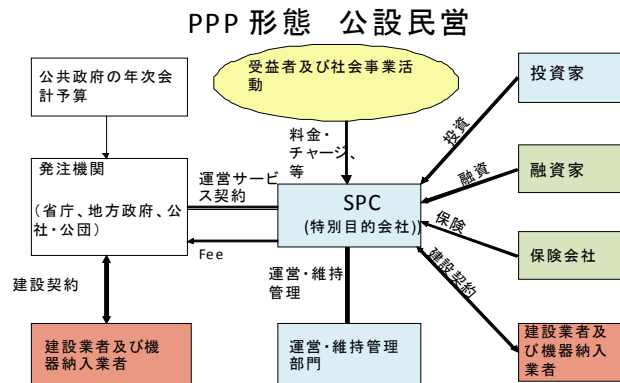 PPP 形態　公設民営
公共政府の年次会
計予算
受益者及び社会事業活
動
投資家
料金・
チャージ、
等
投資
発注機関
（省庁、地方政府、公
社・公団）
運営サービ
ス契約
SPC
(特別目的会社))
融資
融資家
保険
Fee
保険会社
建設契約
運営・維持
管理
建設契約
建設業者及び機
器納入業者
運営・維持管理
部門
建設業者及
び機器納入
業者